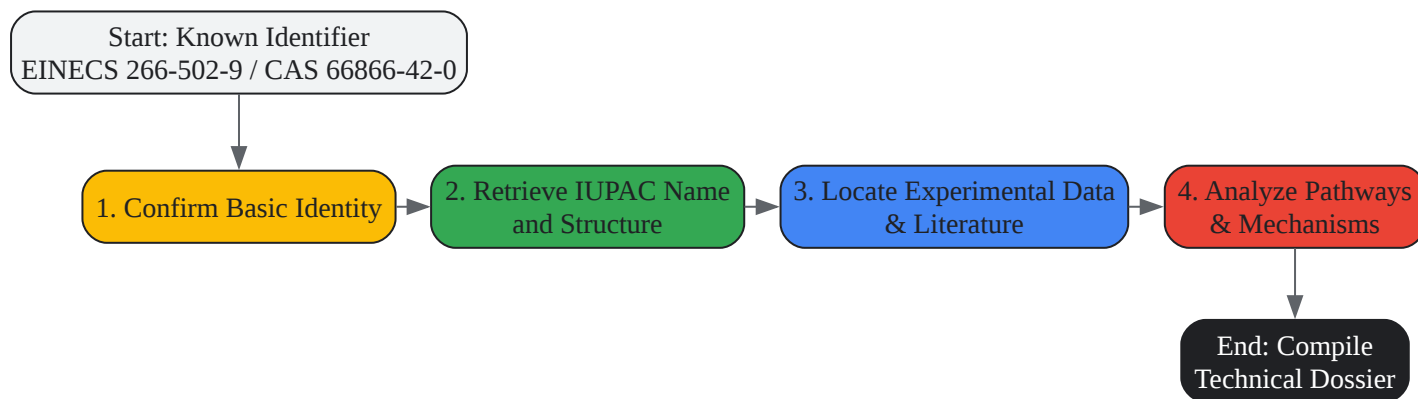 Start: Known Identifier
EINECS 266-502-9 / CAS 66866-42-0
1. Confirm Basic Identity
2. Retrieve IUPAC Name
and Structure
3. Locate Experimental Data
& Literature
4. Analyze Pathways
& Mechanisms
End: Compile
Technical Dossier